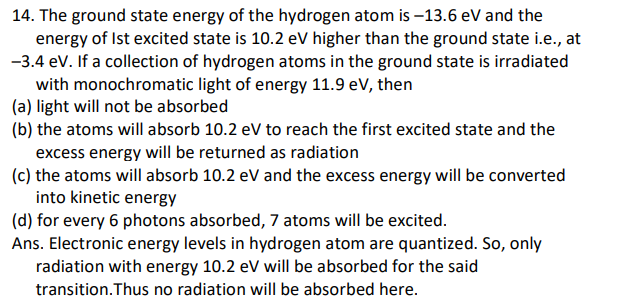 14. The ground state energy of the hydrogen atom is −13.6 eV and the
energy of Ist excited state is 10.2 eV higher than the ground state i.e., at
−3.4 eV. If a collection of hydrogen atoms in the ground state is irradiated
with monochromatic light of energy 11.9 eV, then
(a) light will not be absorbed
(b) the atoms will absorb 10.2 eV to reach the first excited state and the
excess energy will be returned as radiation
(c) the atoms will absorb 10.2 eV and the excess energy will be converted
into kinetic energy
(d) for every 6 photons absorbed, 7 atoms will be excited.
Ans. Electronic energy levels in hydrogen atom are quantized. So, only
radiation with energy 10.2 eV will be absorbed for the said
transition.Thus no radiation will be absorbed here.